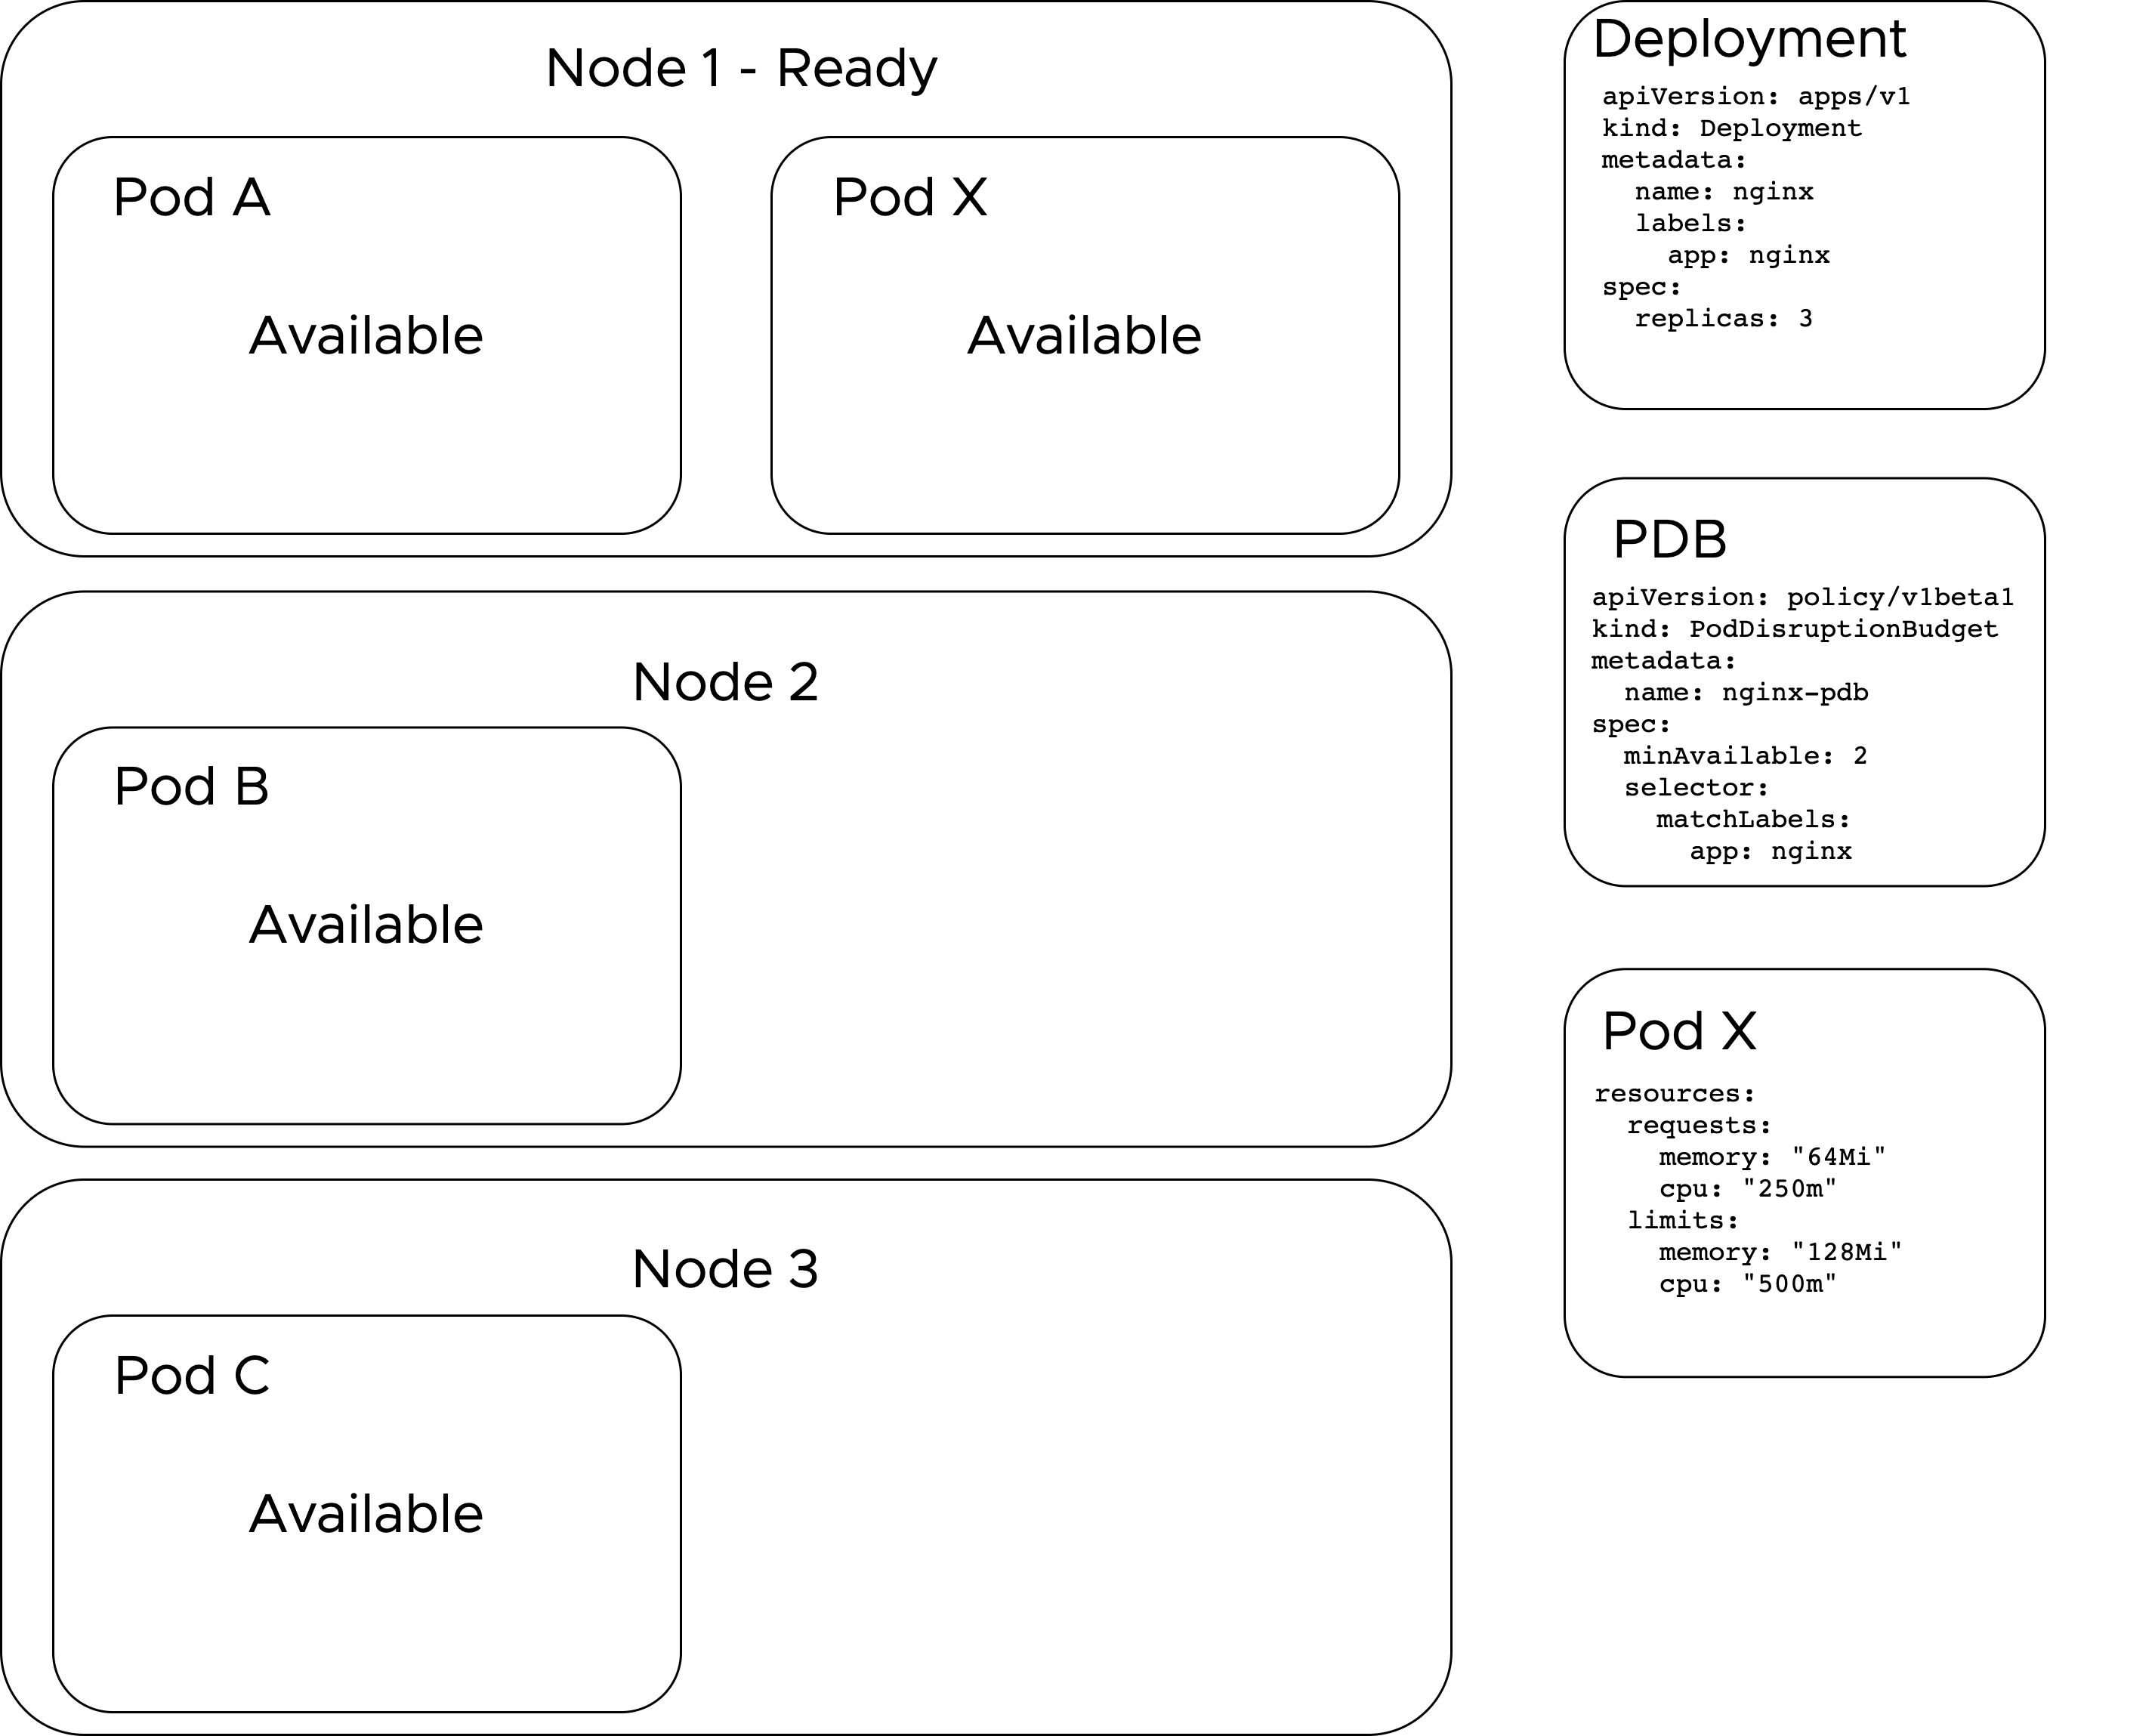 Node 1 - Ready
Pod A
Available
Pod X
Available
Node 2
Pod B
Available
Node 3
Pod C
Available
Deployment
apiVersion: apps/v1
kind: Deployment
metadata:
  name: nginx
  labels:
    app: nginx
spec:
  replicas: 3
PDB
apiVersion: policy/v1beta1
kind: PodDisruptionBudget
metadata:
  name: nginx-pdb
spec:
  minAvailable: 2
  selector:
    matchLabels:
      app: nginx
Pod X
resources:
  requests:
    memory: "64Mi"
    cpu: "250m"
  limits:
    memory: "128Mi"
    cpu: "500m"